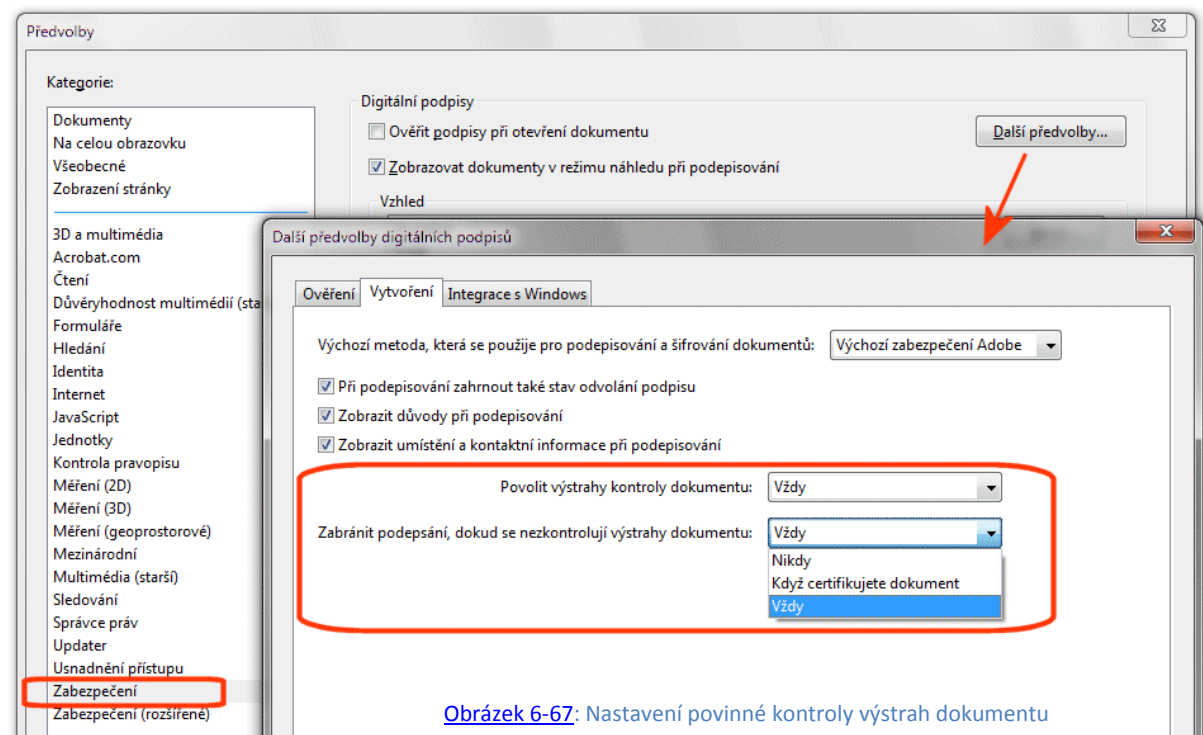 Předvolby
Kategorie:
Dokumenty
Na celou obrazovku
Všeobecné
Zobrazení stránky
3D a multimédia
Acrobat.com
Čtení
Důvěryhodnost multimédií (sta
Formuláře
Hledání
Identita
Internet
JavaScript
Jednotky
Kontrola pravopisu
Měření (2D)
Měření (3D)
Měření (geoprostorové)
Mezinárodní
Multimédia (starší)
Sledování
Správce práv
Updater
Usnadnění přístupu
Zabezpečení
Zabezpečení (rozšířené)
Digitální podpisy
Ověřit podpisy při otevření dokumentu
Další předvolby...
Zobrazovat dokumenty v režimu náhledu při podepisování
Vzhled
Další předvolby digitálních podpisů
Ověření Vytvoření Integrace s Windows
Výchozí metoda, která se použije pro podepisování a šifrování dokumentů: Výchozí zabezpečení Adobe
Při podepisování zahrnout také stav odvolání podpisu
Zobrazit důvody při podepisování
Zobrazit umístění a kontaktní informace při podepisování
Povolit výstrahy kontroly dokumentu: Vždy
Zabránit podepsání, dokud se nezkontrolují výstrahy dokumentu: Vždy
Nikdy
Když certifikujete dokument
Vždy
Obrázek 6-67: Nastavení povinné kontroly výstrah dokumentu